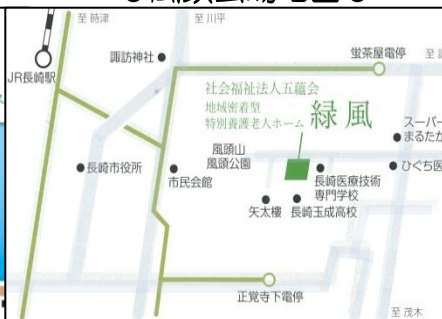 至 時津
至 川平
諏訪神社
蛍茶屋電停
JR長崎駅
社会福祉法人五蘊会
地域密着型
特別養護老人ホーム
緑風
スーパー
まるたか
風頭山
風頭公園
長崎市役所
市民会館
長崎医療技術
専門学校
ひぐち医
矢太樓
長崎玉成高校
正覚寺下電停
至 茂木